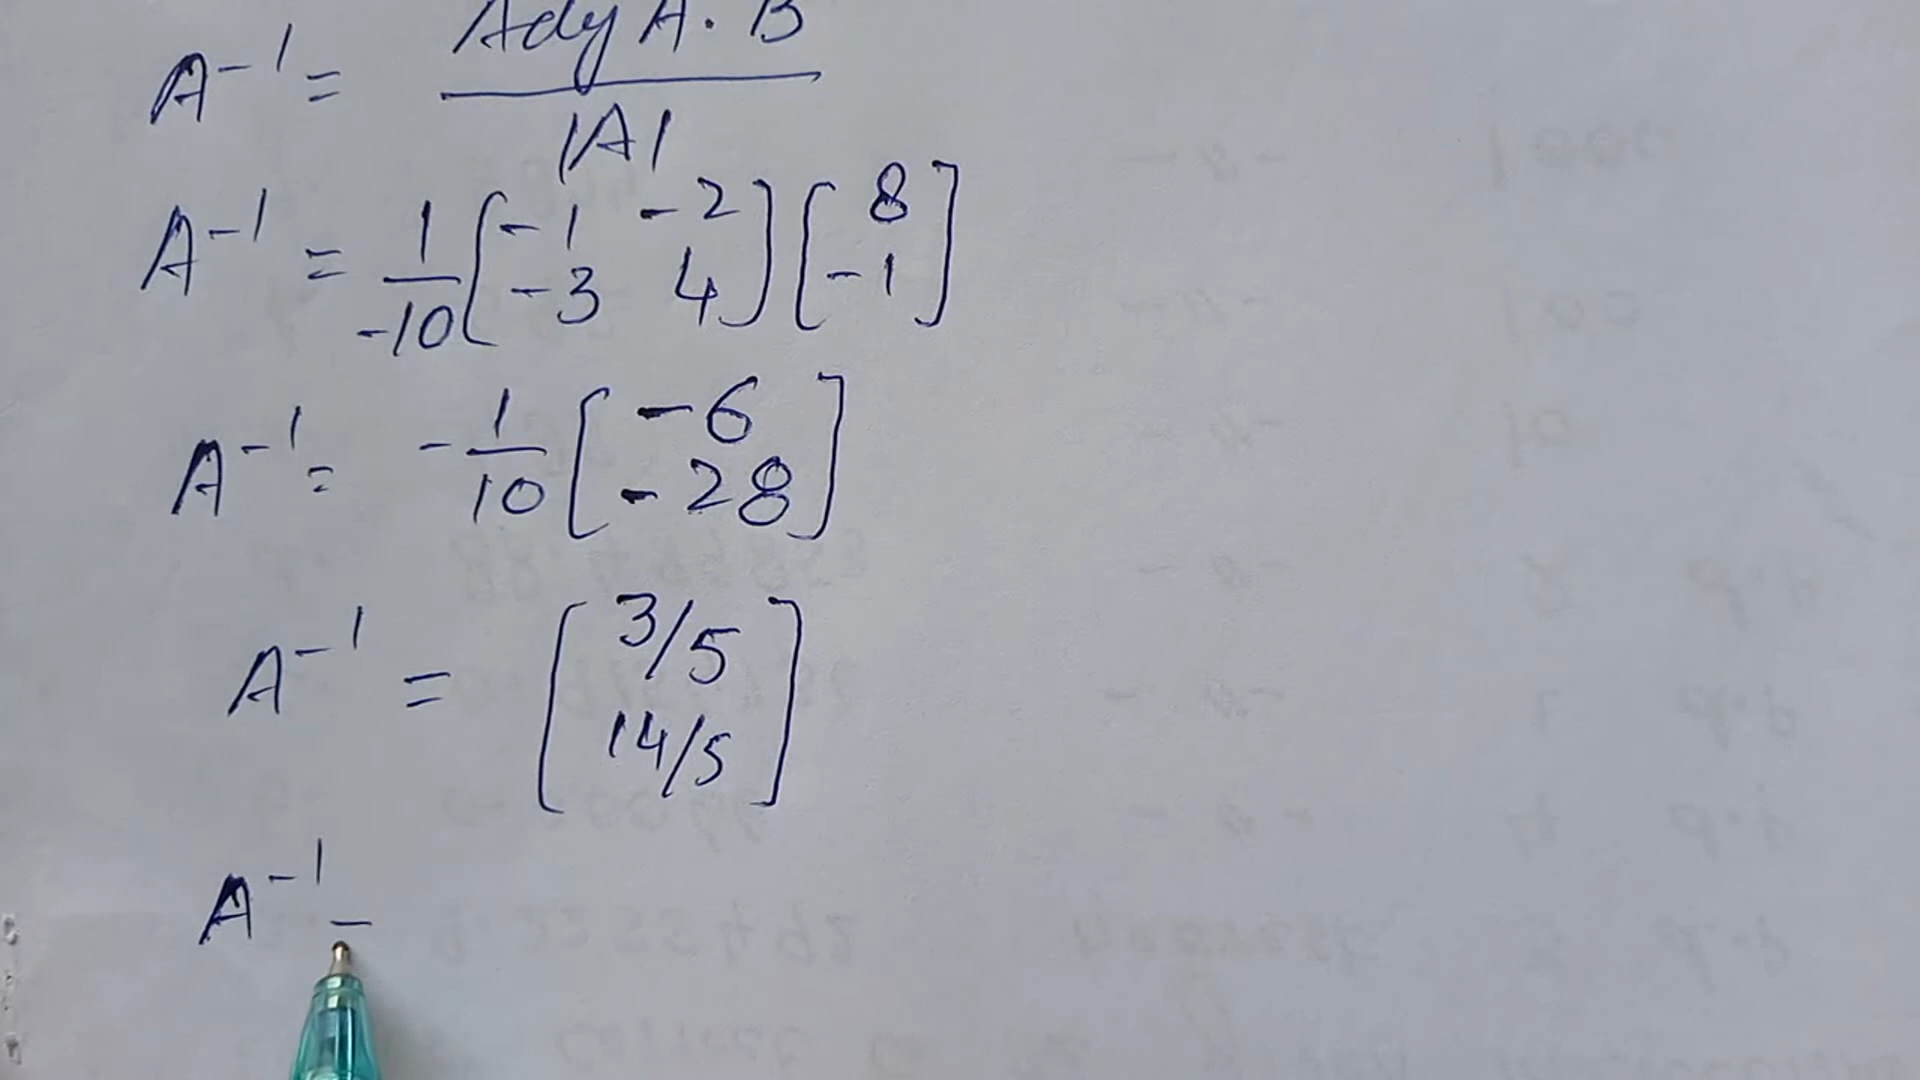 A⁻¹ = Adj A . B / |A|
A⁻¹ = 1/-10 [ -1 -2 ; -3 4 ] [ 8 ; -1 ]
A⁻¹ = - 1/10 [ -6 ; -28 ]
A⁻¹ = [ 3/5 ; 14/5 ]
A⁻¹ -